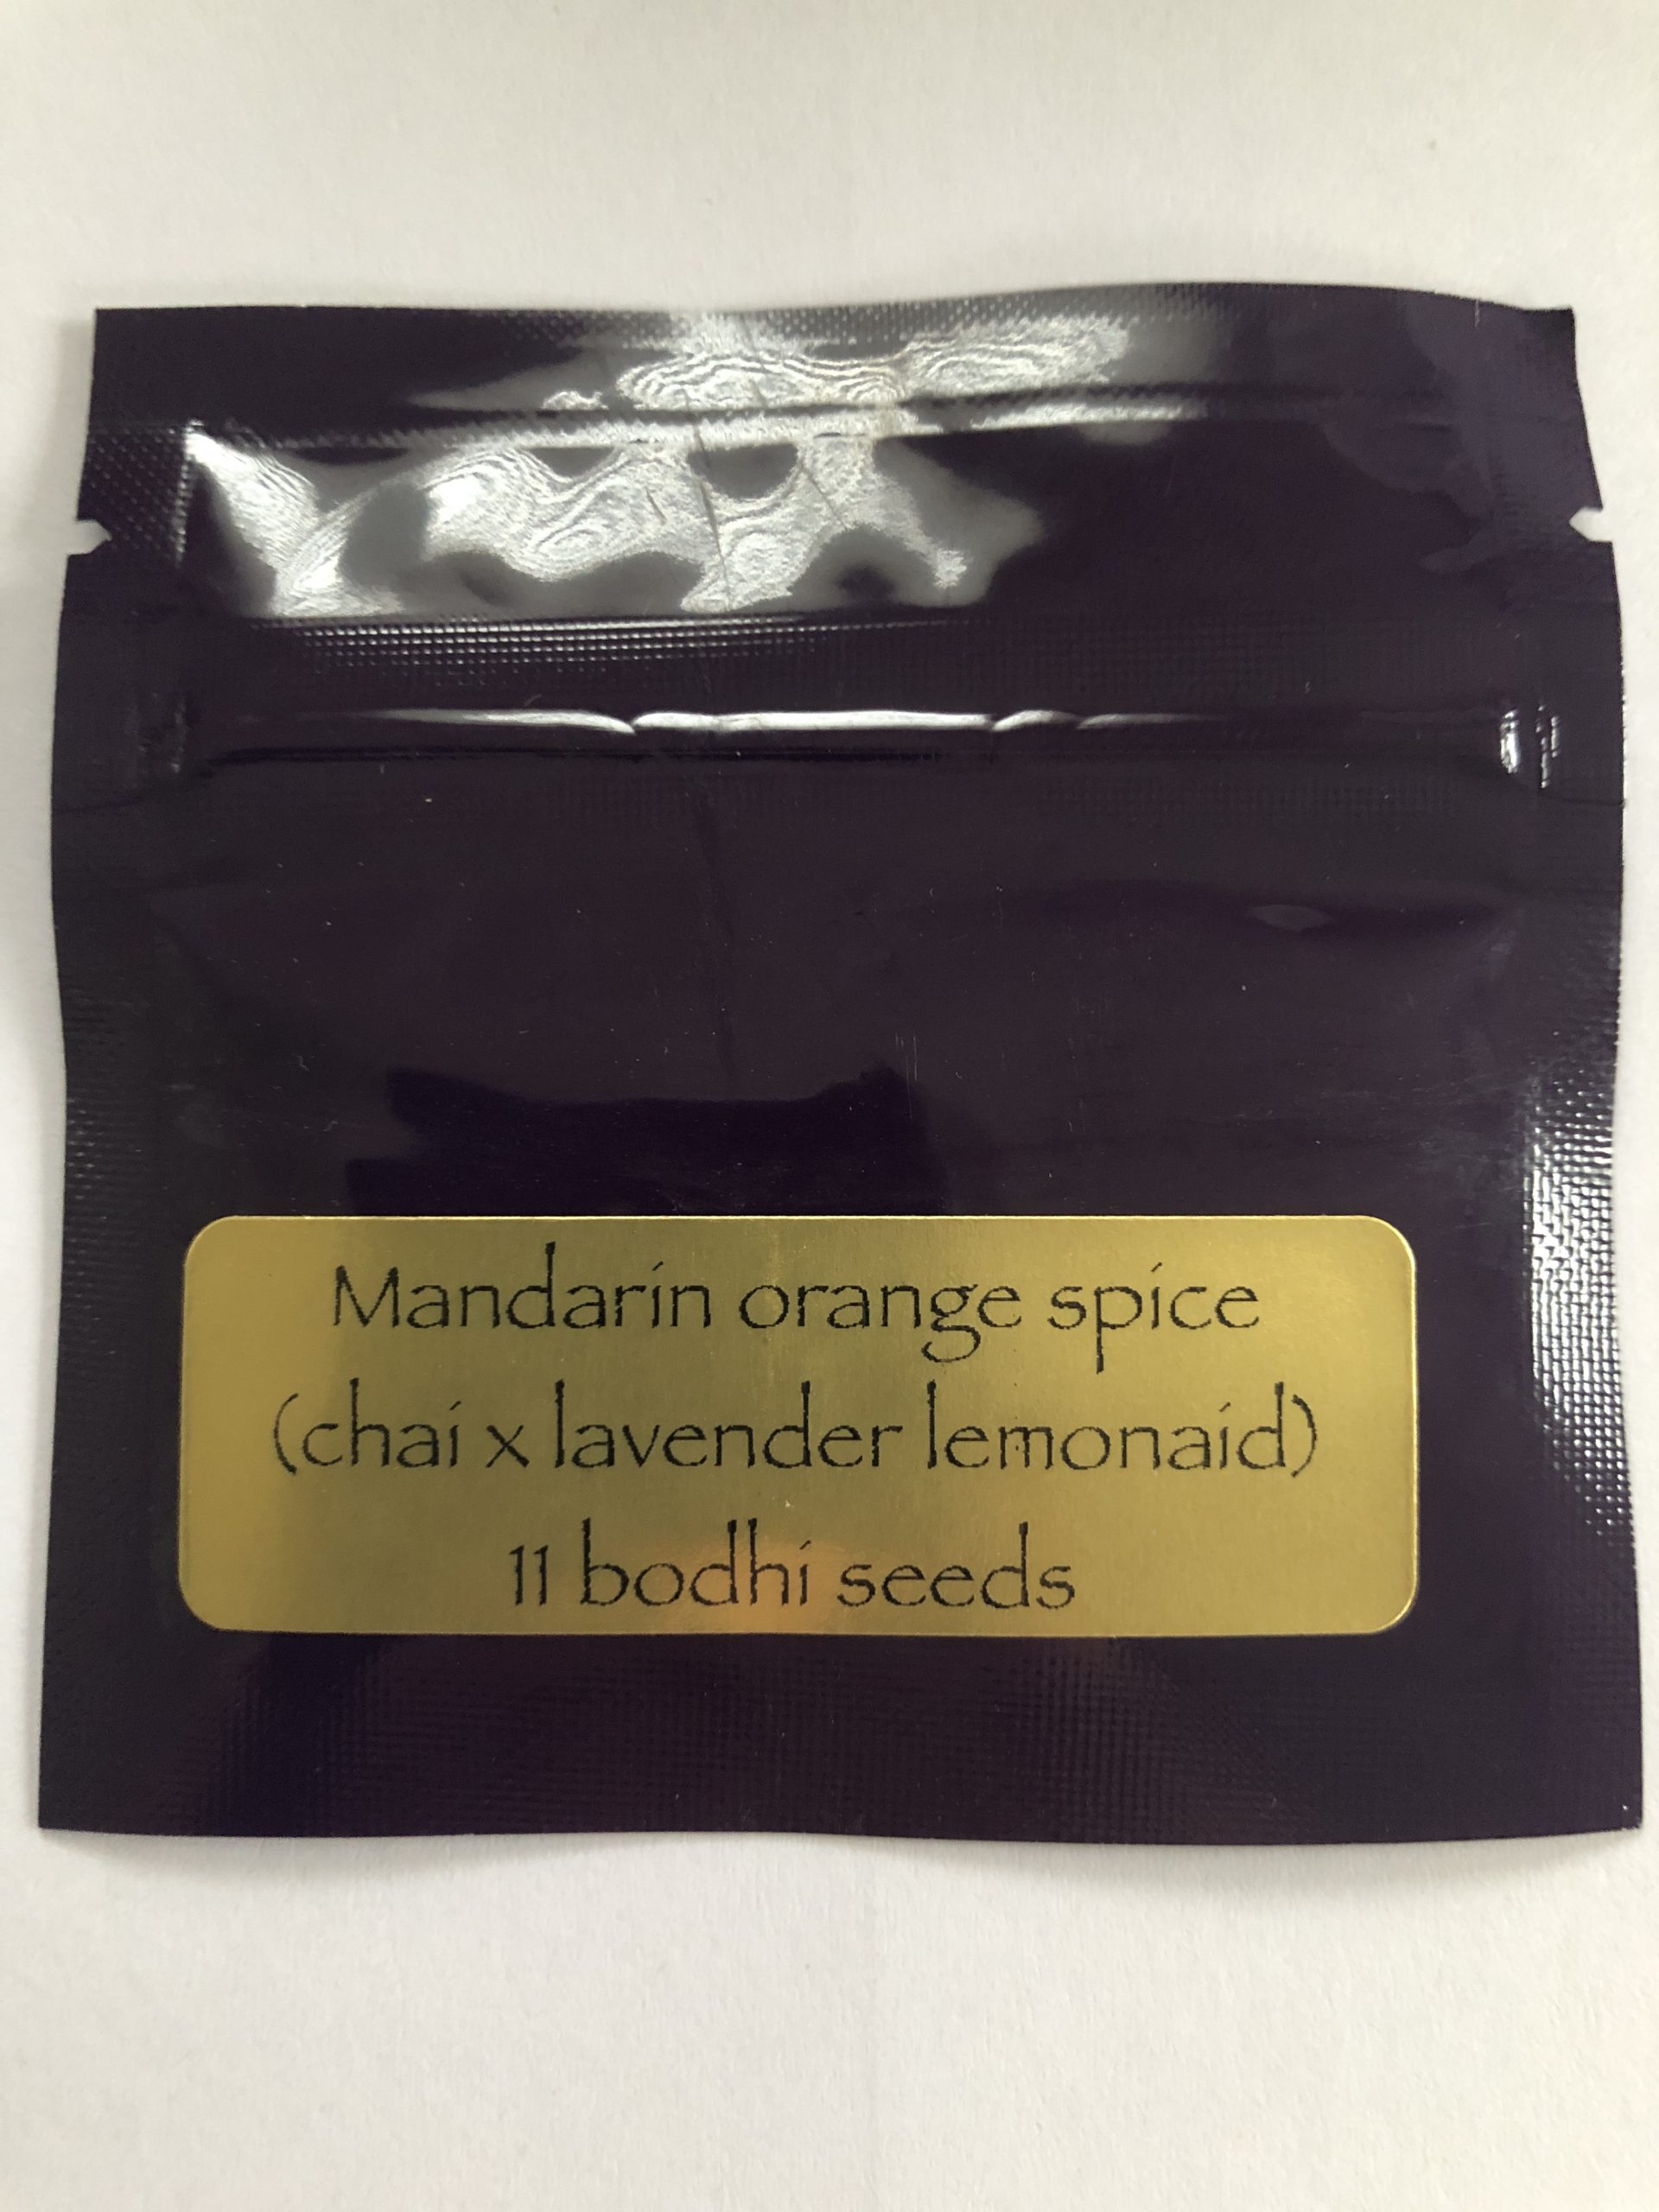 Mandarin orange spice
(chai x lavender lemonaid)
11 bodhi seeds